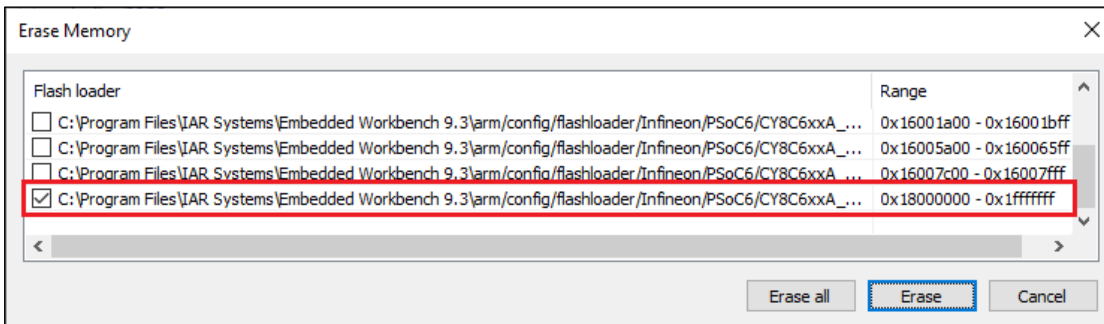 Erase Memory
Flash loader Range
C:\Program Files\IAR Systems\Embedded Workbench 9.3\arm/config/flashloader/Infineon/PSoC6/CY8C6xxA_... 0x16001a00 - 0x16001bff
C:\Program Files\IAR Systems\Embedded Workbench 9.3\arm/config/flashloader/Infineon/PSoC6/CY8C6xxA_... 0x16005a00 - 0x160065ff
C:\Program Files\IAR Systems\Embedded Workbench 9.3\arm/config/flashloader/Infineon/PSoC6/CY8C6xxA_... 0x16007c00 - 0x16007fff
C:\Program Files\IAR Systems\Embedded Workbench 9.3\arm/config/flashloader/Infineon/PSoC6/CY8C6xxA_... 0x18000000 - 0x1fffffff
Erase all Erase Cancel